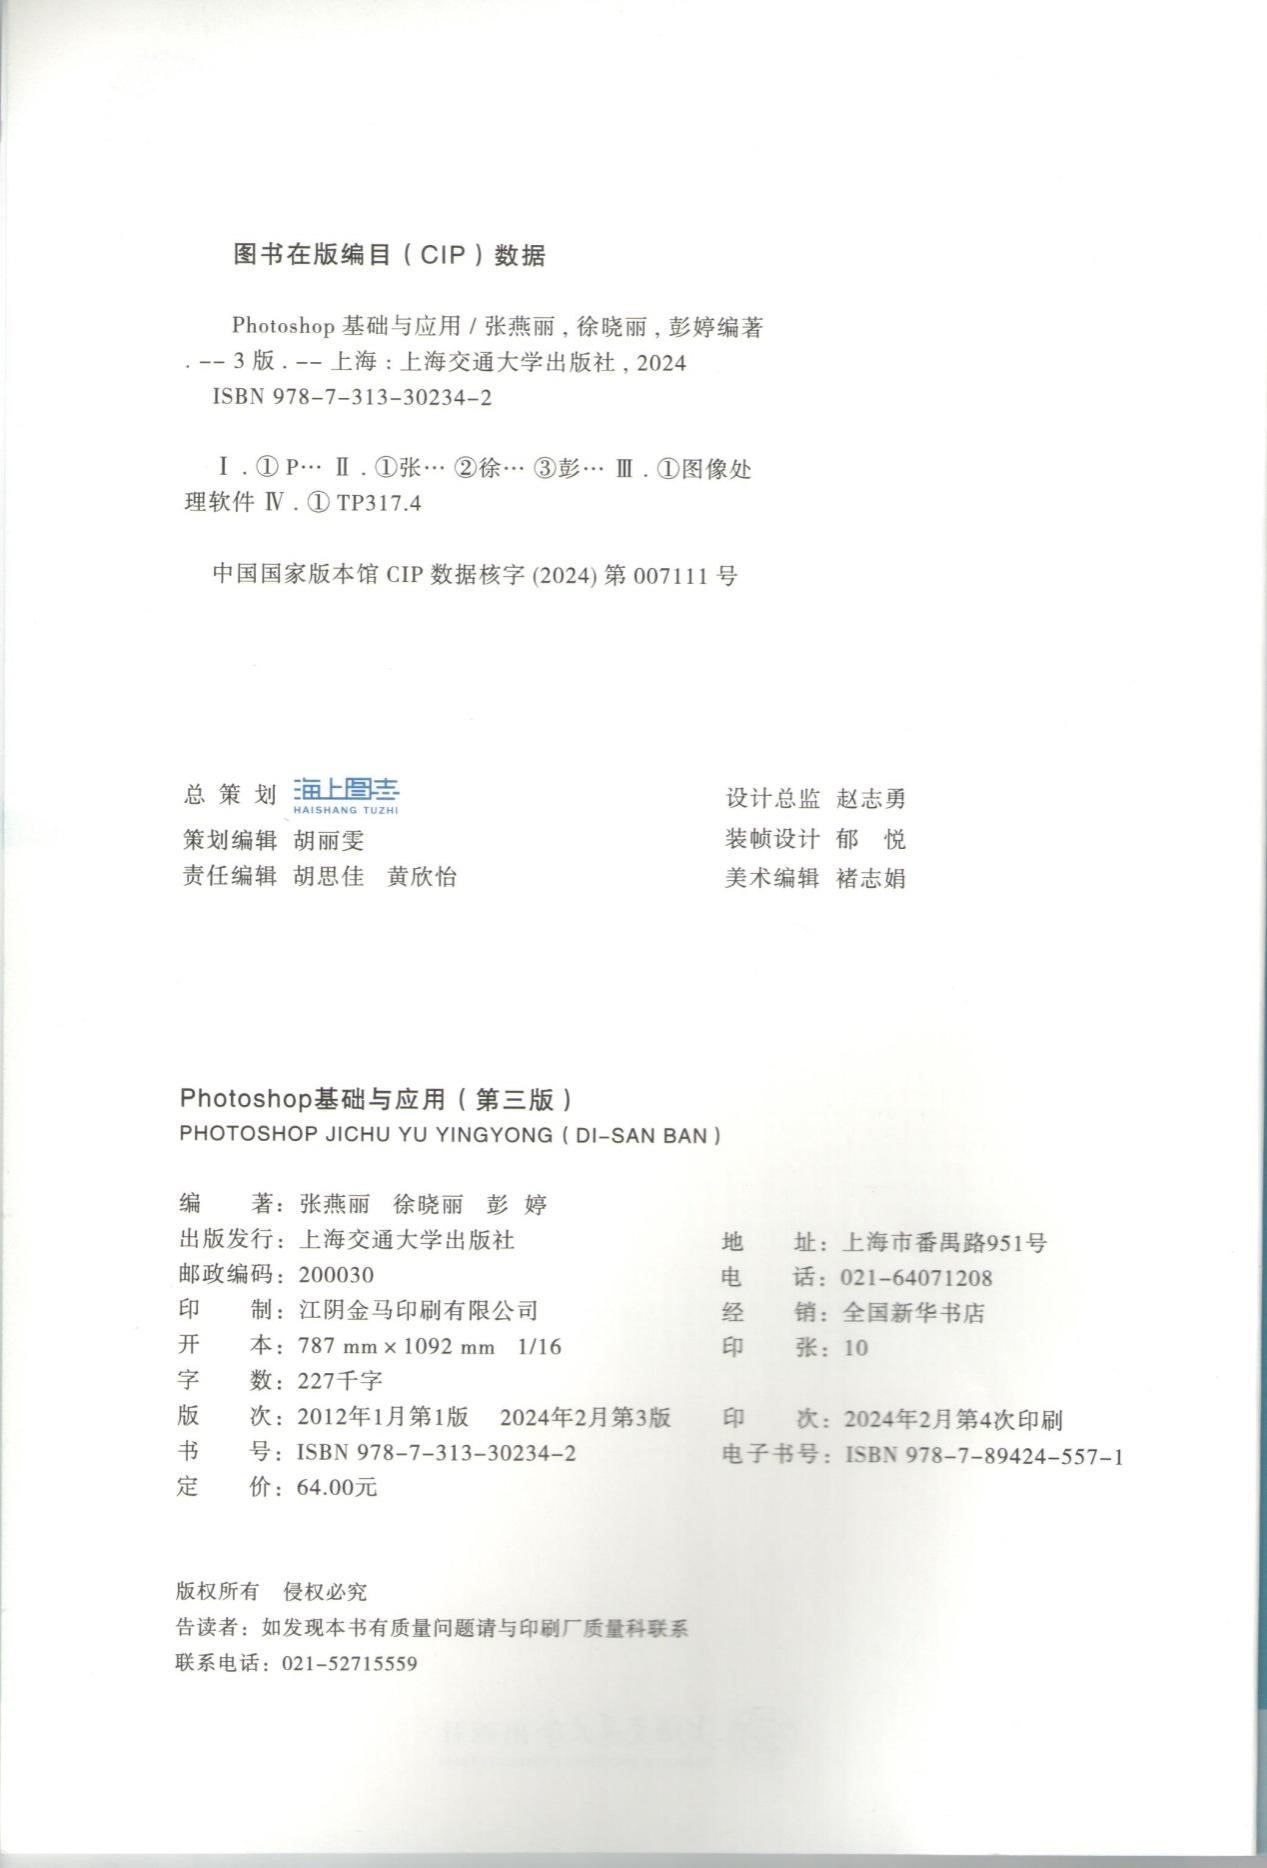 图书在版编目（CIP）数据
Photoshop 基础与应用 / 张燕丽 , 徐晓丽 , 彭婷编著
. -- 3 版 . -- 上海 : 上海交通大学出版社 , 2024
ISBN 978-7-313-30234-2
Ⅰ . ① P… Ⅱ . ①张… ②徐… ③彭… Ⅲ . ①图像处
理软件 Ⅳ . ① TP317.4
中国国家版本馆 CIP 数据核字 (2024) 第 007111 号
总 策 划 海上图志
HAISHANG TUZHI
设计总监 赵志勇
策划编辑 胡丽雯
装帧设计 郁 悦
责任编辑 胡思佳 黄欣怡
美术编辑 褚志娟
Photoshop基础与应用（第三版）
PHOTOSHOP JICHU YU YINGYONG（DI-SAN BAN）
编 著：张燕丽 徐晓丽 彭 婷
出版发行：上海交通大学出版社 地 址：上海市番禺路951号
邮政编码：200030 电 话：021-64071208
印 制：江阴金马印刷有限公司 经 销：全国新华书店
开 本：787 mm×1092 mm 1/16 印 张：10
字 数：227千字
版 次：2012年1月第1版 2024年2月第3版 印 次：2024年2月第4次印刷
书 号：ISBN 978-7-313-30234-2 电子书号：ISBN 978-7-89424-557-1
定 价：64.00元
版权所有 侵权必究
告读者：如发现本书有质量问题请与印刷厂质量科联系
联系电话：021-52715559